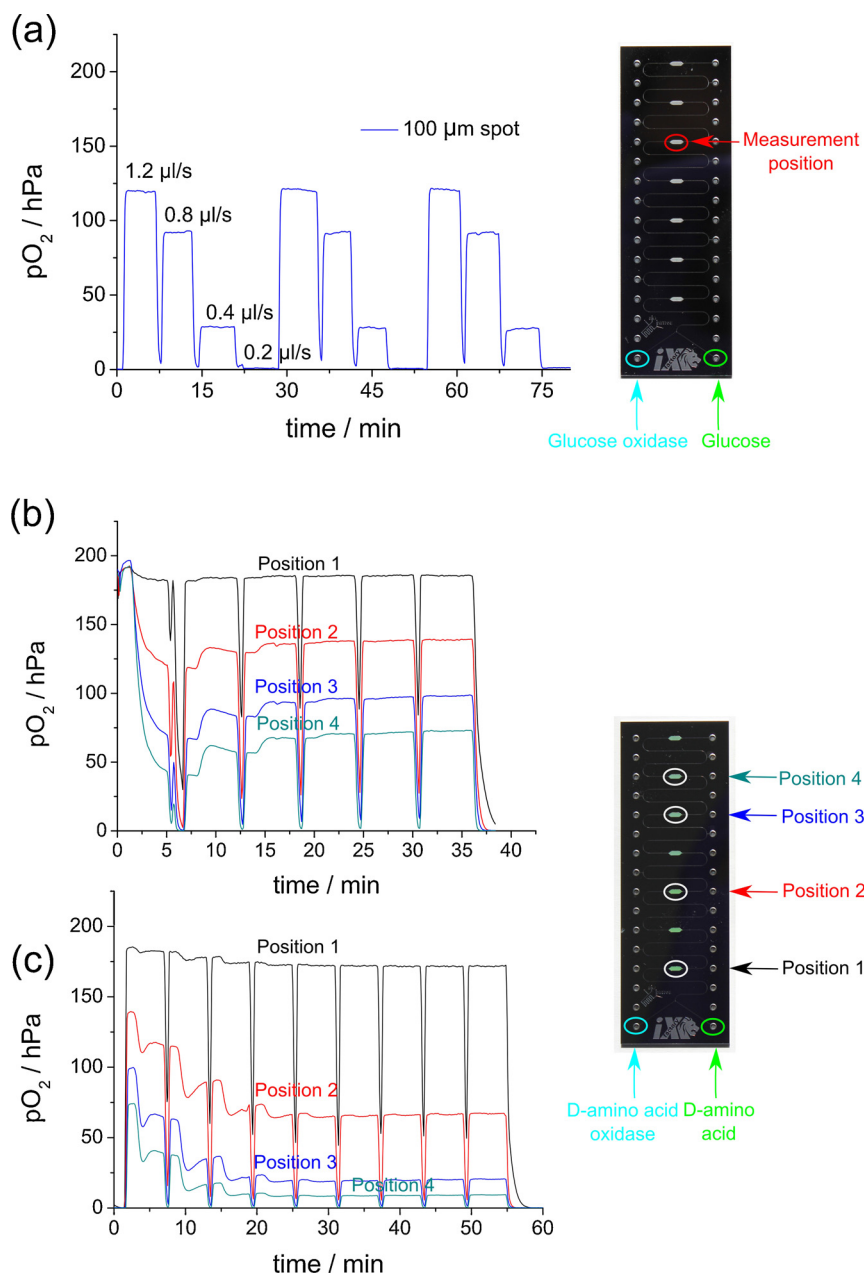 (a)
pO2 / hPa
225
200
150
100
50
0
1.2 µl/s
0.8 µl/s
0.4 µl/s
0.2 µl/s
100 µm spot
0 15 30 45 60 75
time / min
Measurement
position
iX
Glucose oxidase
Glucose
(b)
pO2 / hPa
200
150
100
50
0
Position 1
Position 2
Position 3
Position 4
0 5 10 15 20 25 30 35 40
time / min
(c)
pO2 / hPa
200
150
100
50
0
Position 1
Position 2
Position 3
Position 4
0 10 20 30 40 50 60
time / min
Position 4
Position 3
Position 2
Position 1
iX
D-amino acid
oxidase
D-amino
acid